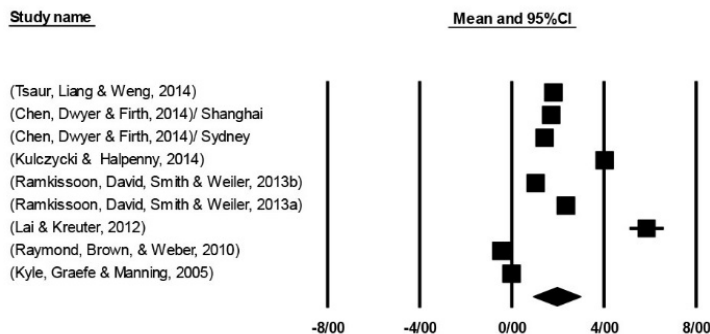 Study name Mean and 95%CI
(Tsaur, Liang & Weng, 2014)
(Chen, Dwyer & Firth, 2014)/ Shanghai
(Chen, Dwyer & Firth, 2014)/ Sydney
(Kulczycki & Halpenny, 2014)
(Ramkissoon, David, Smith & Weiler, 2013b)
(Ramkissoon, David, Smith & Weiler, 2013a)
(Lai & Kreuter, 2012)
(Raymond, Brown, & Weber, 2010)
(Kyle, Graefe & Manning, 2005)
-8/00 -4/00 0/00 4/00 8/00